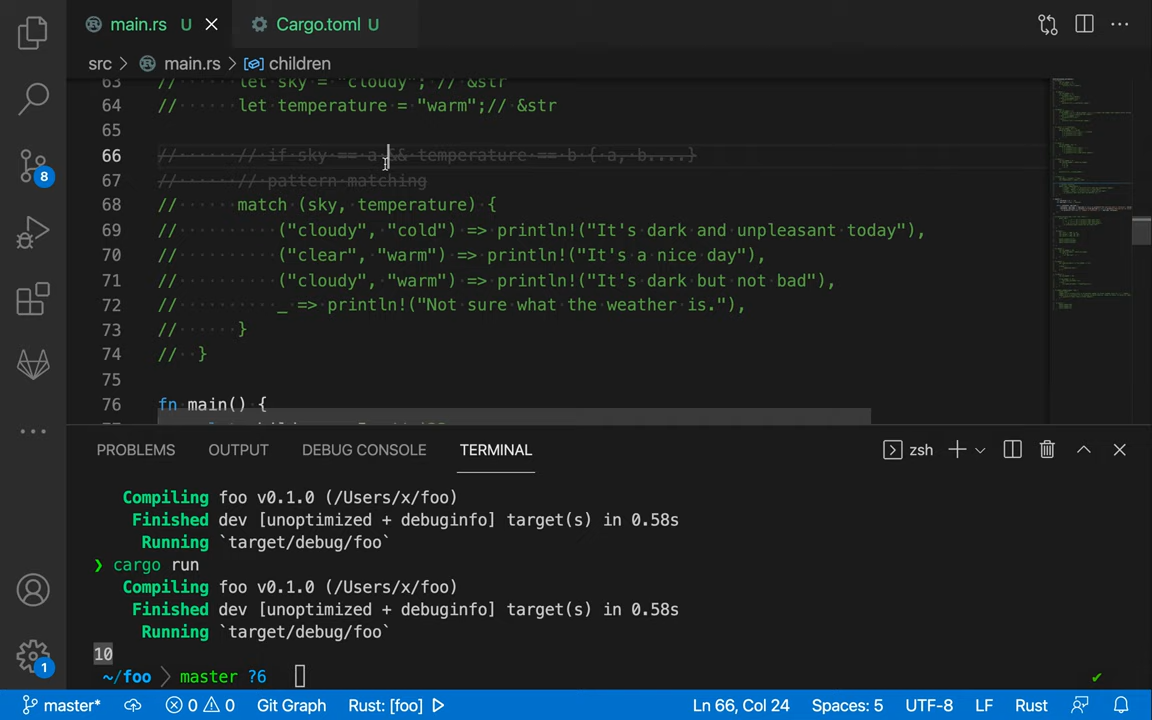 main.rs U Cargo.toml U
src > main.rs > children
63 // let sky = "cloudy"; // &str
64 // let temperature = "warm";// &str
65
66 // // if sky == a && temperature == b { a, b....}
67 // // pattern matching
68 // match (sky, temperature) {
69 // ("cloudy", "cold") => println!("It's dark and unpleasant today"),
70 // ("clear", "warm") => println!("It's a nice day"),
71 // ("cloudy", "warm") => println!("It's dark but not bad"),
72 // _ => println!("Not sure what the weather is."),
73 // }
74 // }
75
76 fn main() {
8
PROBLEMS OUTPUT DEBUG CONSOLE TERMINAL zsh
Compiling foo v0.1.0 (/Users/x/foo)
Finished dev [unoptimized + debuginfo] target(s) in 0.58s
Running `target/debug/foo`
❯ cargo run
Compiling foo v0.1.0 (/Users/x/foo)
Finished dev [unoptimized + debuginfo] target(s) in 0.58s
Running `target/debug/foo`
10
~/foo master ?6
1
master* 0 0 Git Graph Rust: [foo] Ln 66, Col 24 Spaces: 5 UTF-8 LF Rust